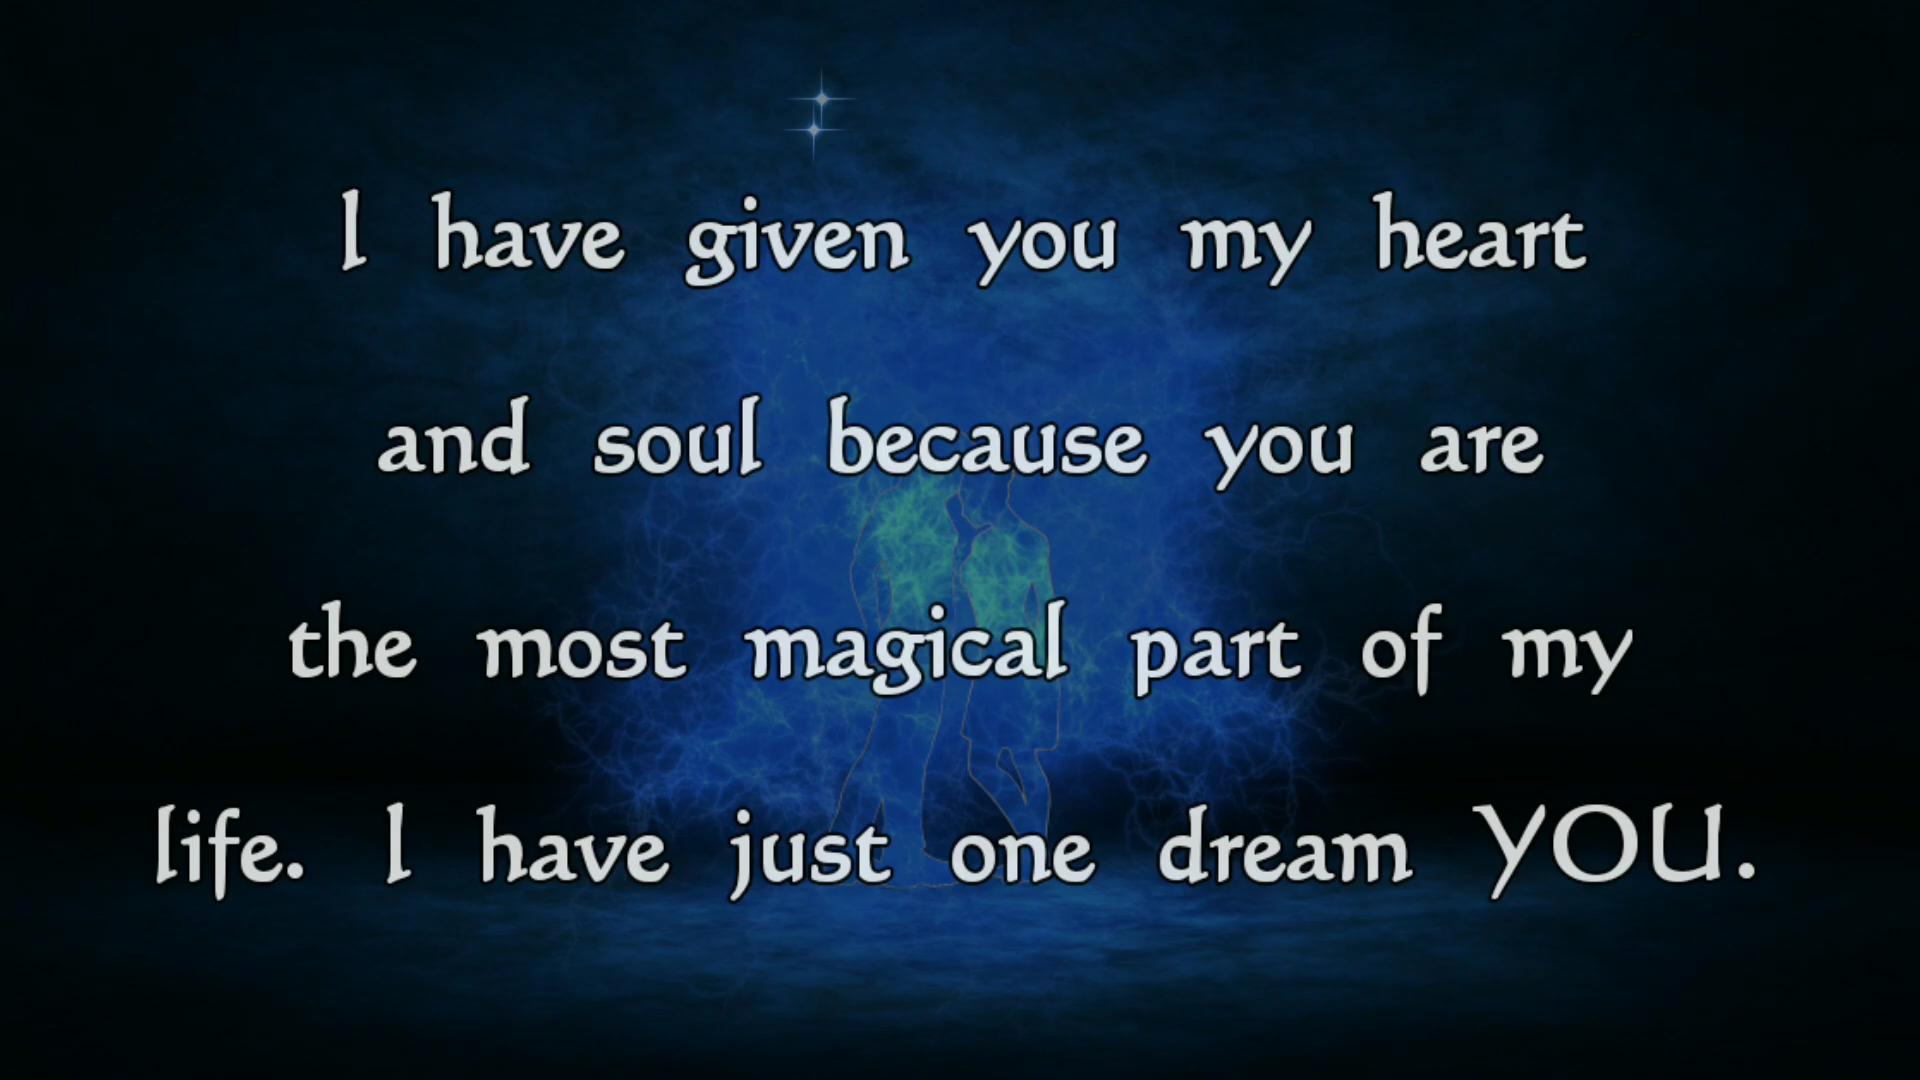 I have given you my heart
and soul because you are
the most magical part of my
life. I have just one dream YOU.